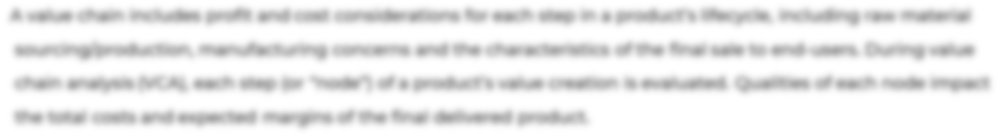 A value chain includes profit and cost considerations for each step in a product's lifecycle, including raw material
sourcing/production, manufacturing concerns and the characteristics of the final sale to end-users. During value
chain analysis (VCA), each step (or "node") of a product's value creation is evaluated. Qualities of each node impact
the total costs and expected margins of the final delivered product.